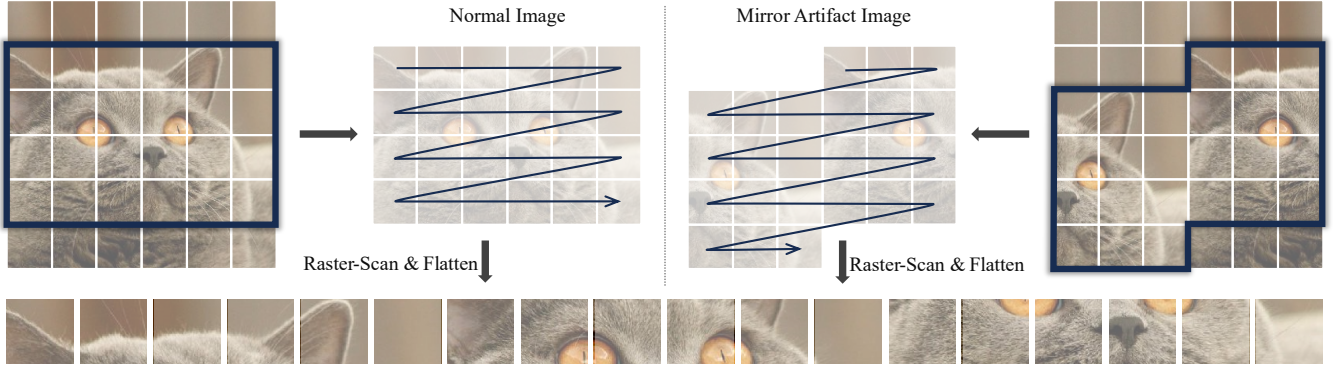 Normal Image
Mirror Artifact Image
Raster-Scan & Flatten
Raster-Scan & Flatten